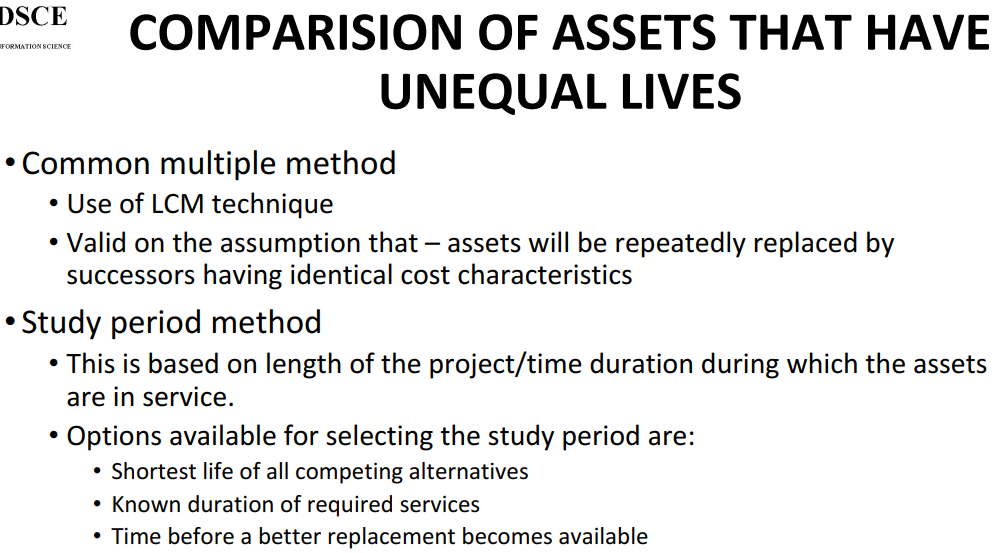 DSCE
FORMATION SCIENCE
COMPARISION OF ASSETS THAT HAVE
UNEQUAL LIVES
• Common multiple method
• Use of LCM technique
• Valid on the assumption that – assets will be repeatedly replaced by
successors having identical cost characteristics
• Study period method
• This is based on length of the project/time duration during which the assets
are in service.
• Options available for selecting the study period are:
• Shortest life of all competing alternatives
• Known duration of required services
• Time before a better replacement becomes available